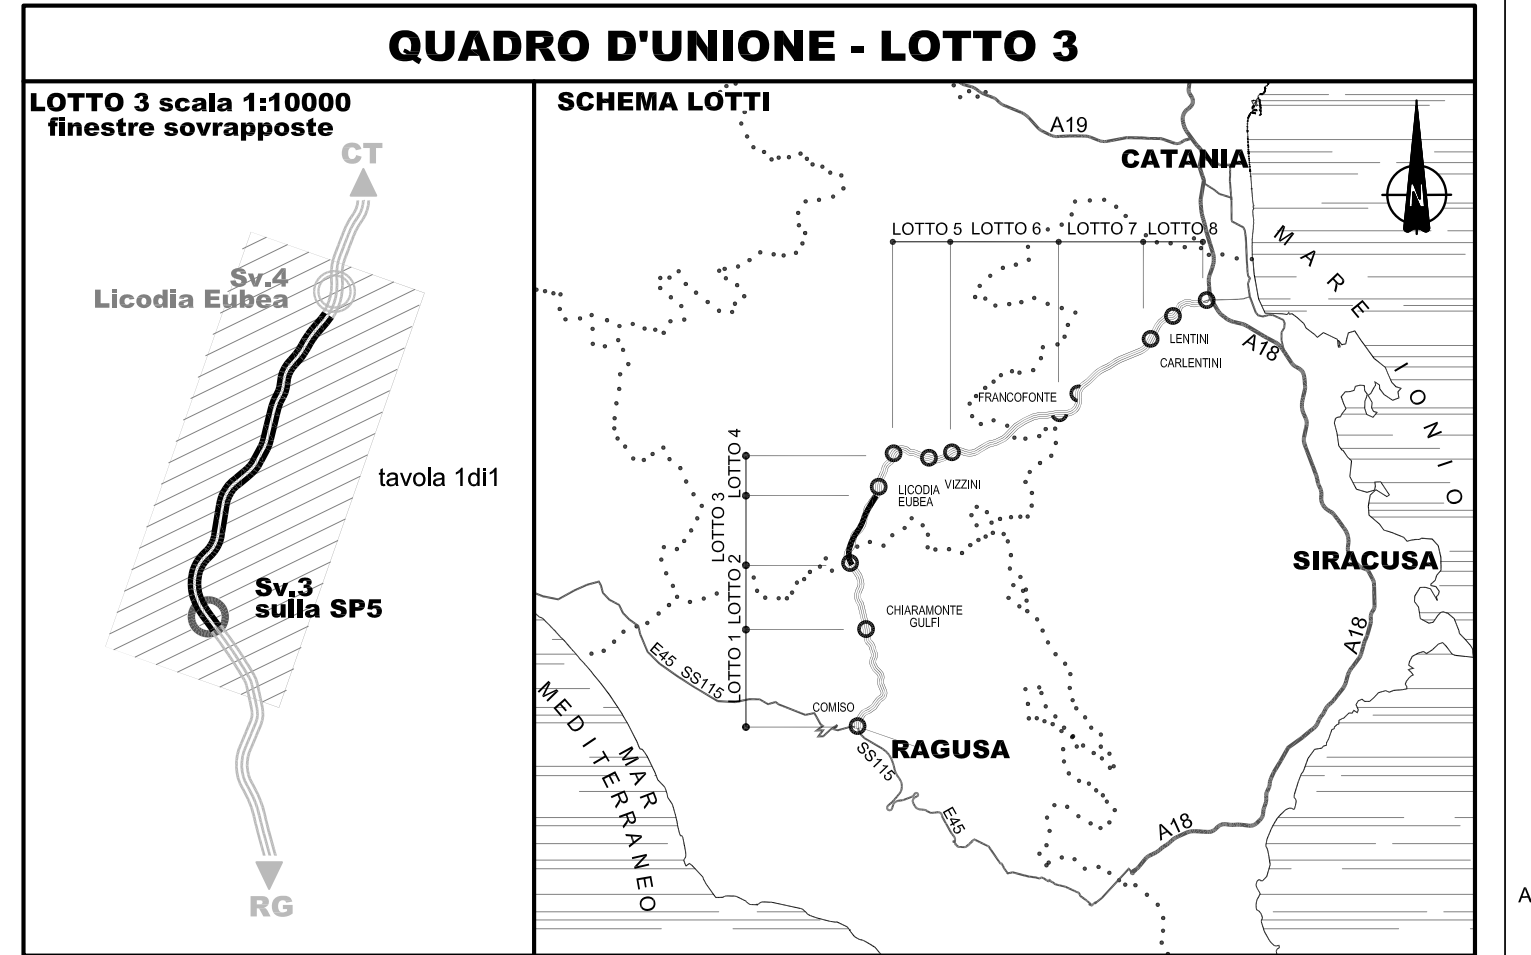 QUADRO D'UNIONE - LOTTO 3
LOTTO 3 scala 1:10000
finestre sovrapposte
CT
Sv.4
Licodia Eubea
tavola 1di1
Sv.3
sulla SP5
RG
SCHEMA LOTTI
A19
CATANIA
N
LOTTO 5
LOTTO 6
LOTTO 7
LOTTO 8
MARE
IONIO
LENTINI
CARLENTINI
A18
FRANCOFONTE
LOTTO 4
LOTTO 3
LOTTO 2
LOTTO 1
LICODIA
EUBEA
VIZZINI
SIRACUSA
CHIARAMONTE
GULFI
A18
E45 SS115
COMISO
RAGUSA
SS115
E45
A18
MAR
MEDITERRANEO
A